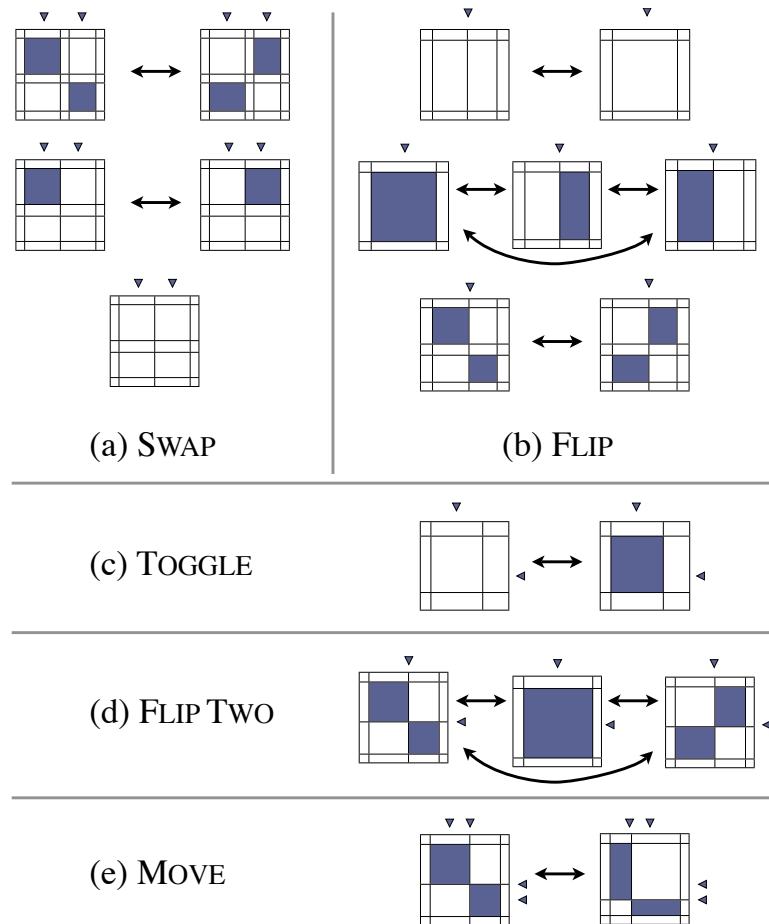 (a) SWAP
(b) FLIP
(c) TOGGLE
(d) FLIP TWO
(e) MOVE